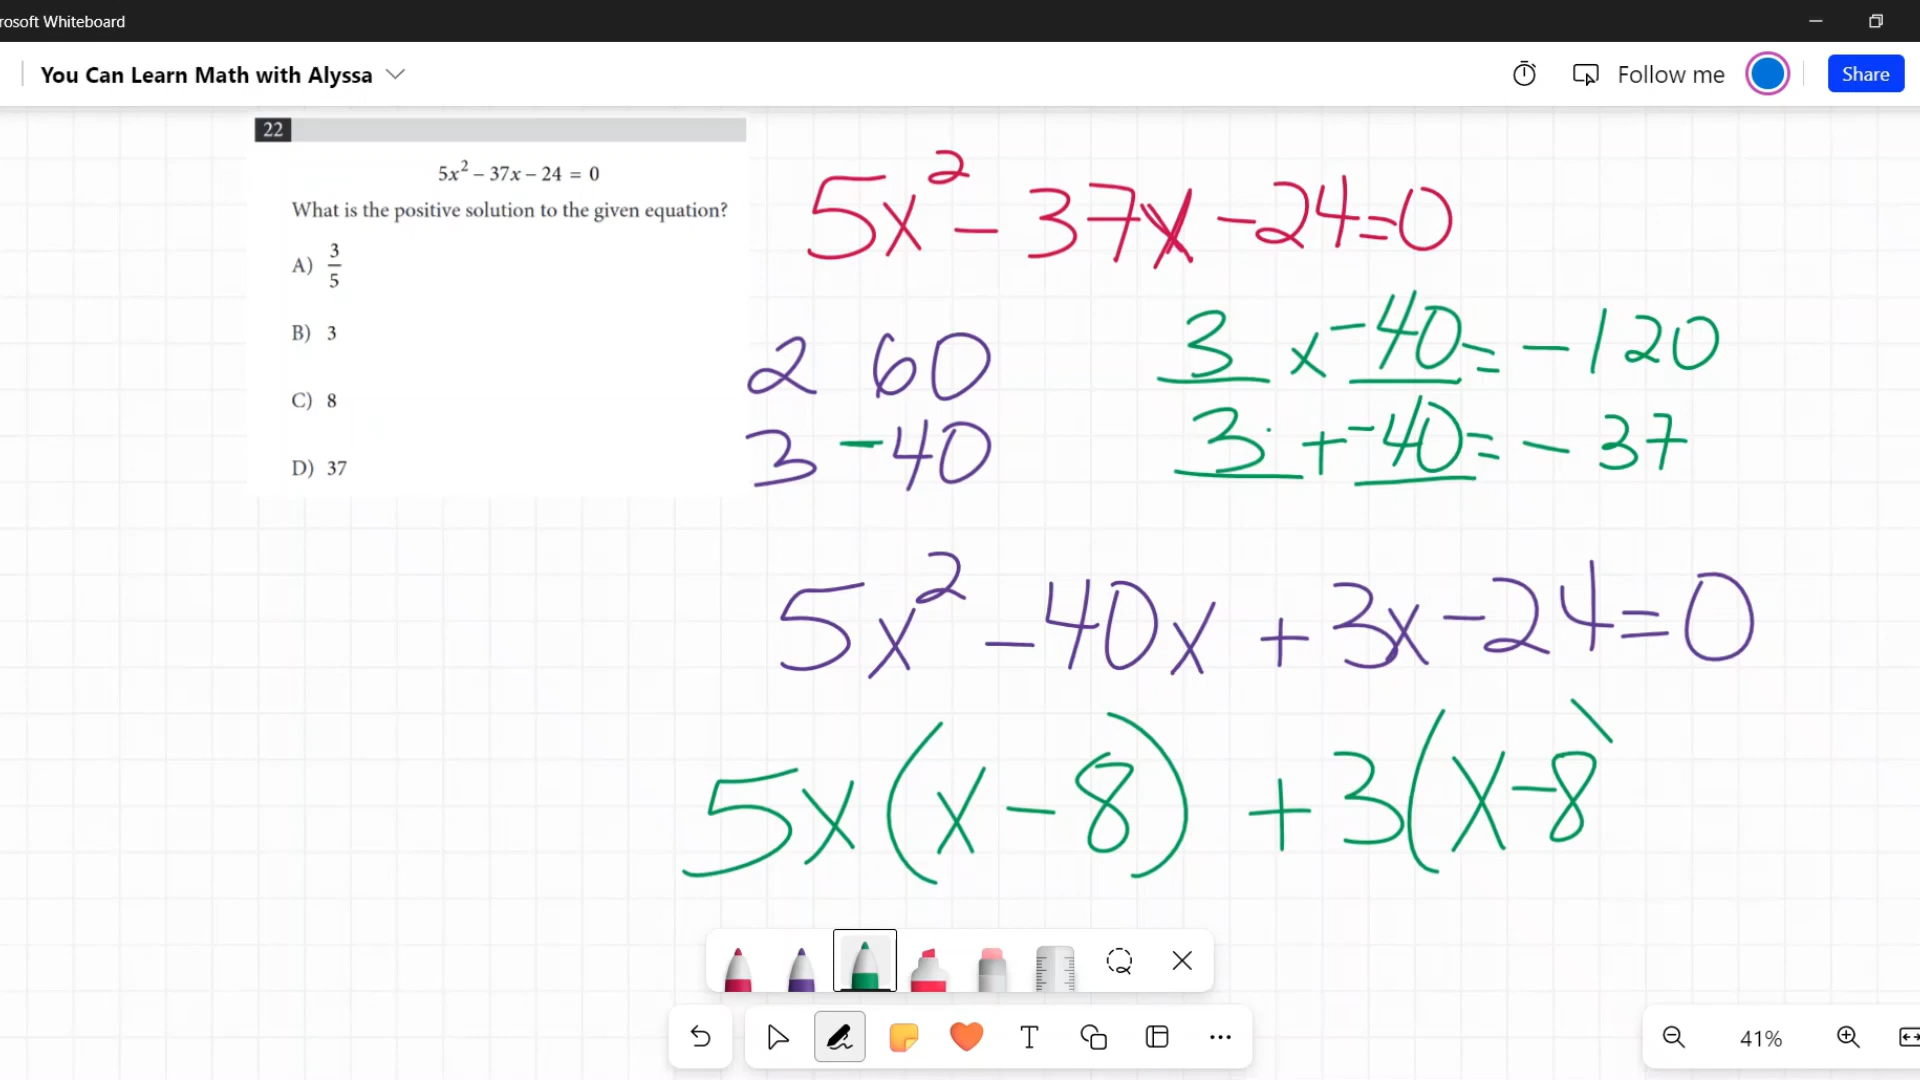 rosoft Whiteboard
You Can Learn Math with Alyssa
Follow me
Share
22
5x² – 37x – 24 = 0
What is the positive solution to the given equation?
A) 3/5
B) 3
C) 8
D) 37
5x² - 37x - 24 = 0
2 60
3 -40
3 x -40 = -120
3 + -40 = -37
5x² - 40x + 3x - 24 = 0
5x(x - 8) + 3(x - 8
T
41%